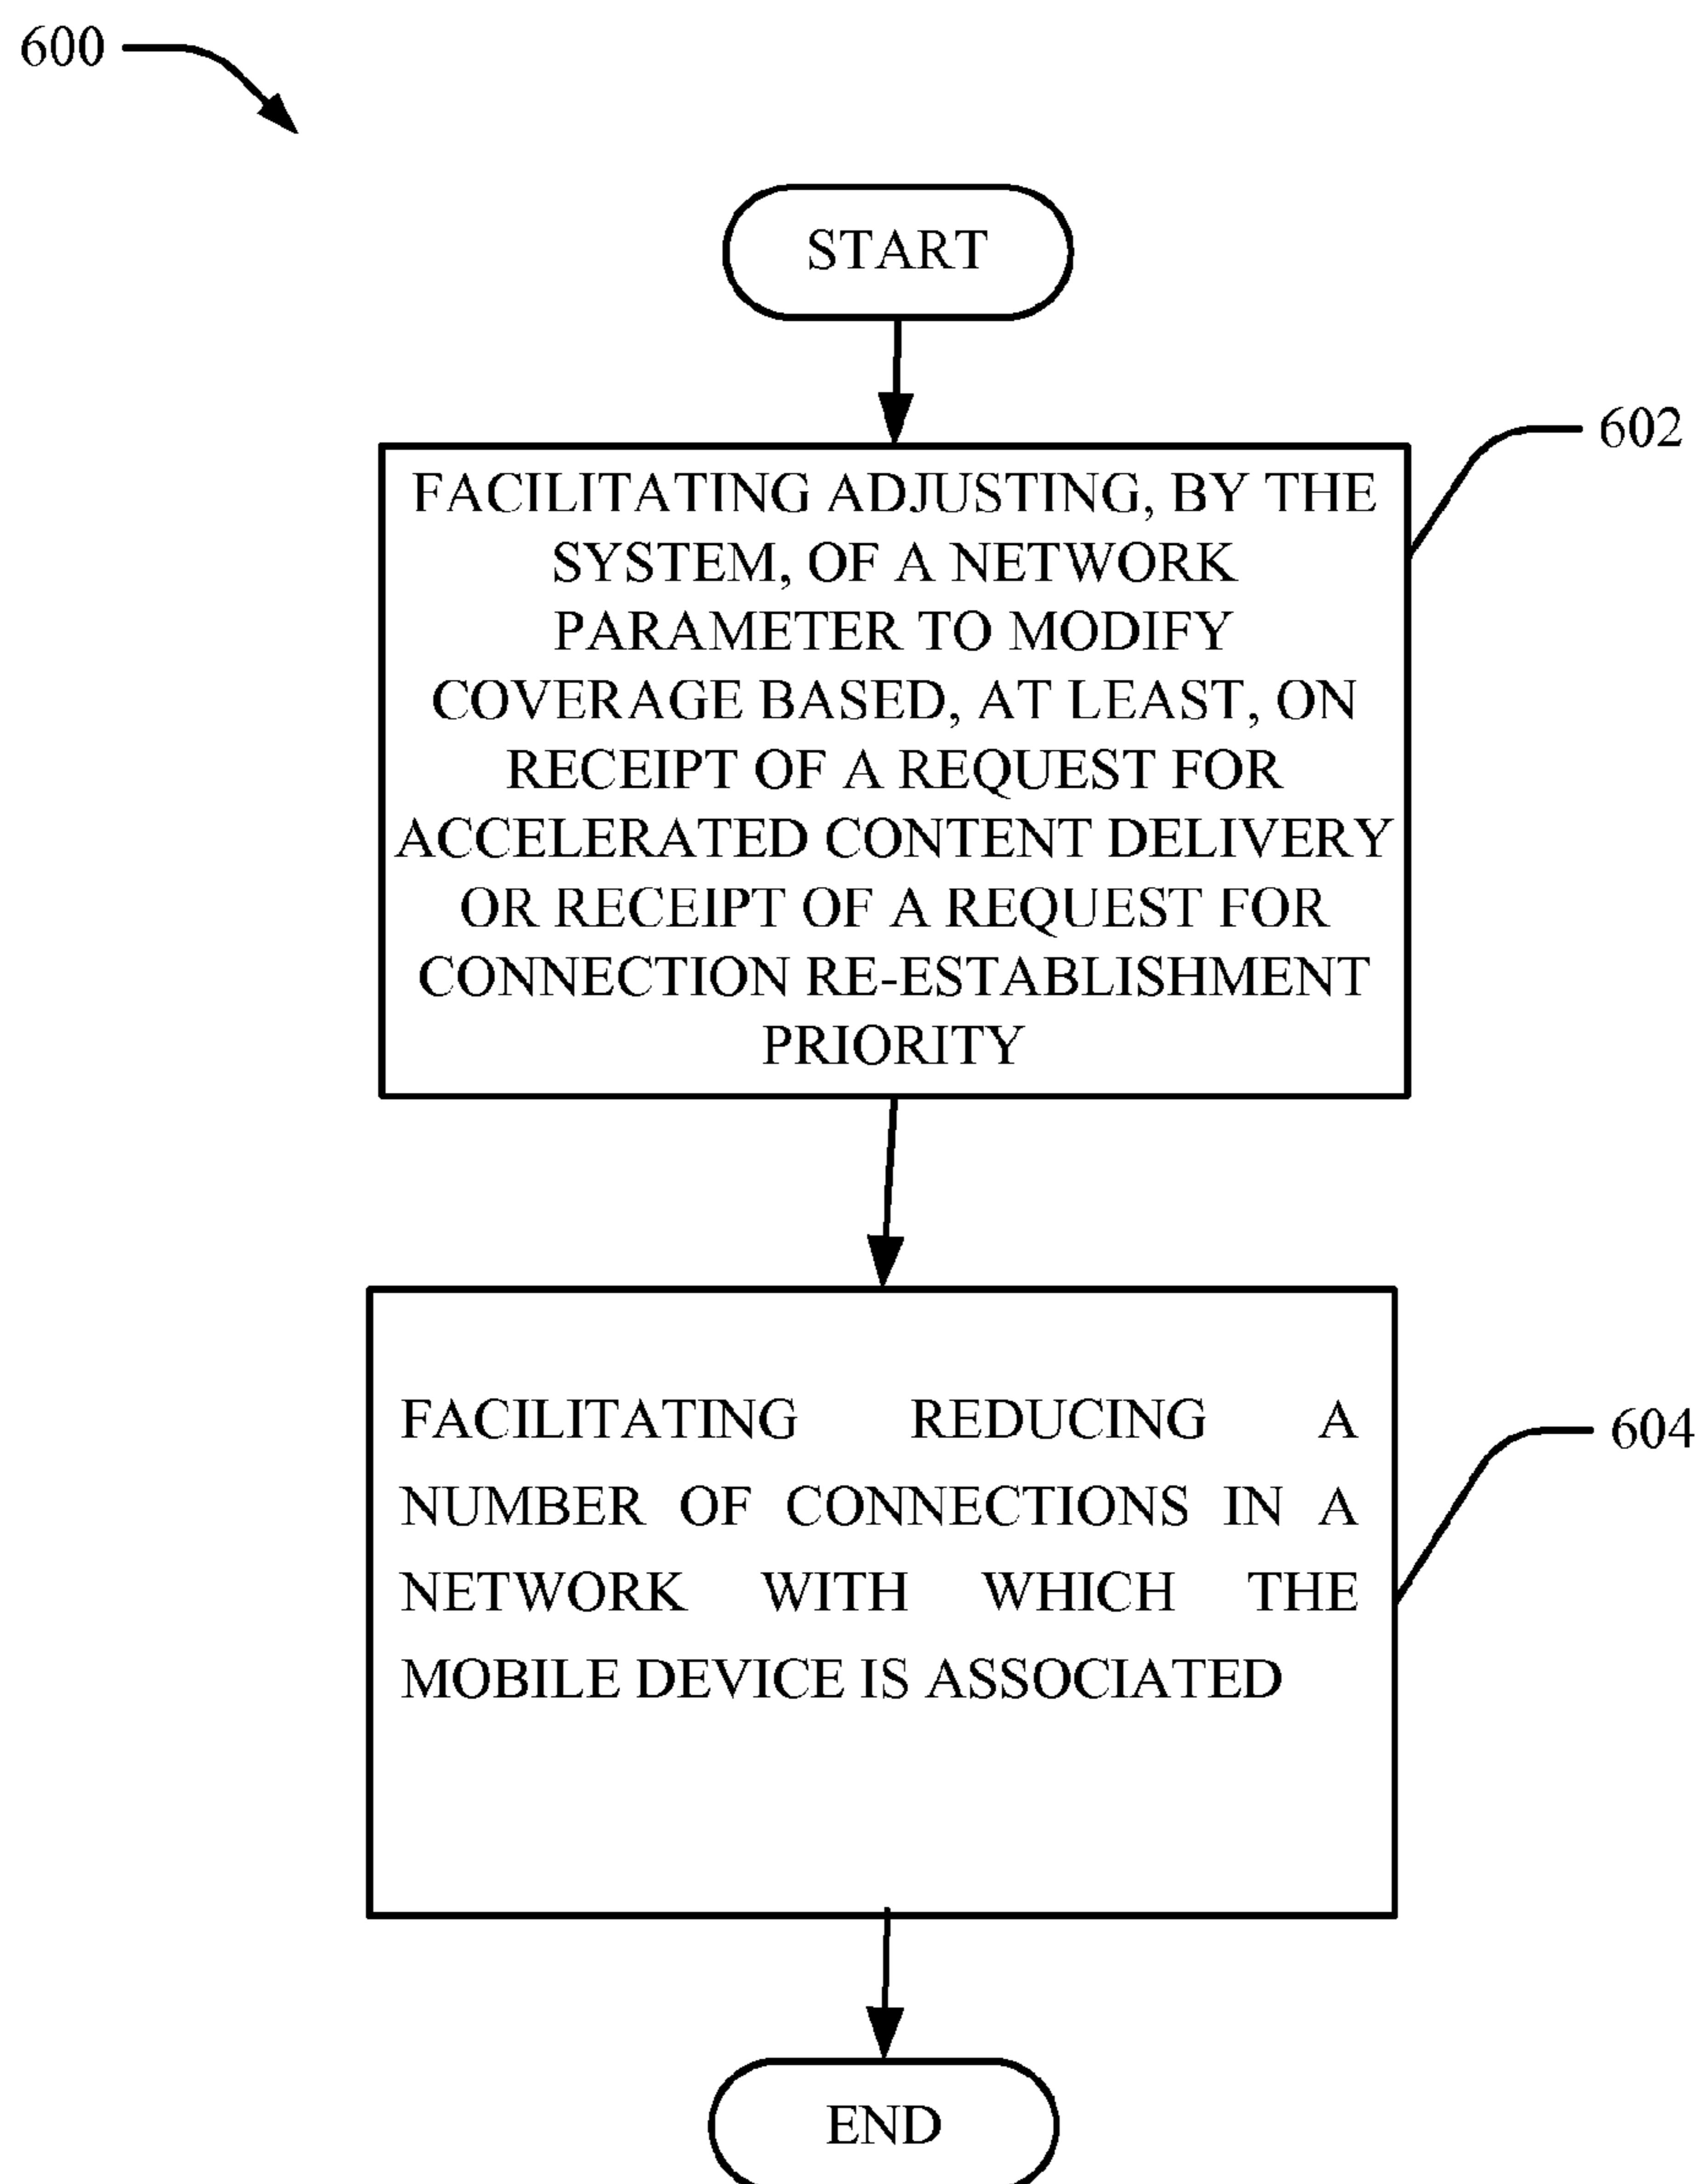 600
START
602
FACILITATING ADJUSTING, BY THE
SYSTEM, OF A NETWORK
PARAMETER TO MODIFY
COVERAGE BASED, AT LEAST, ON
RECEIPT OF A REQUEST FOR
ACCELERATED CONTENT DELIVERY
OR RECEIPT OF A REQUEST FOR
CONNECTION RE-ESTABLISHMENT
PRIORITY
604
FACILITATING REDUCING A
NUMBER OF CONNECTIONS IN A
NETWORK WITH WHICH THE
MOBILE DEVICE IS ASSOCIATED
END